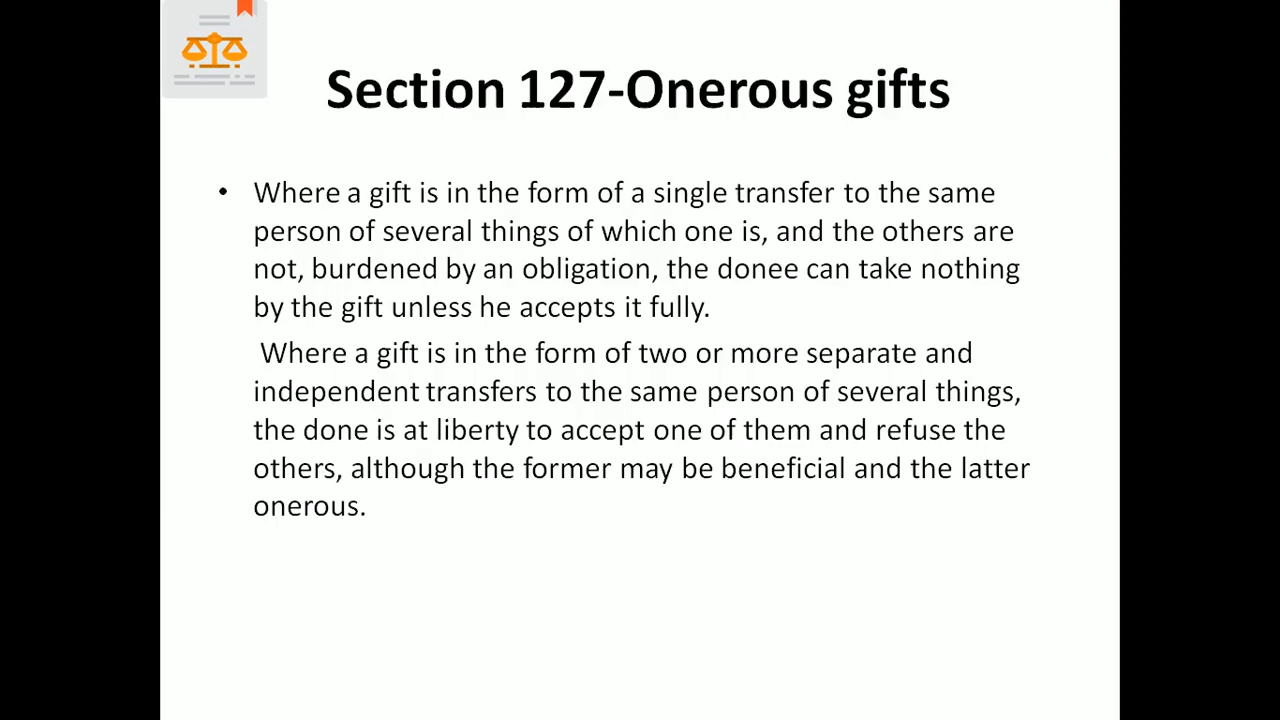 Section 127-Onerous gifts
• Where a gift is in the form of a single transfer to the same
person of several things of which one is, and the others are
not, burdened by an obligation, the donee can take nothing
by the gift unless he accepts it fully.
Where a gift is in the form of two or more separate and
independent transfers to the same person of several things,
the done is at liberty to accept one of them and refuse the
others, although the former may be beneficial and the latter
onerous.